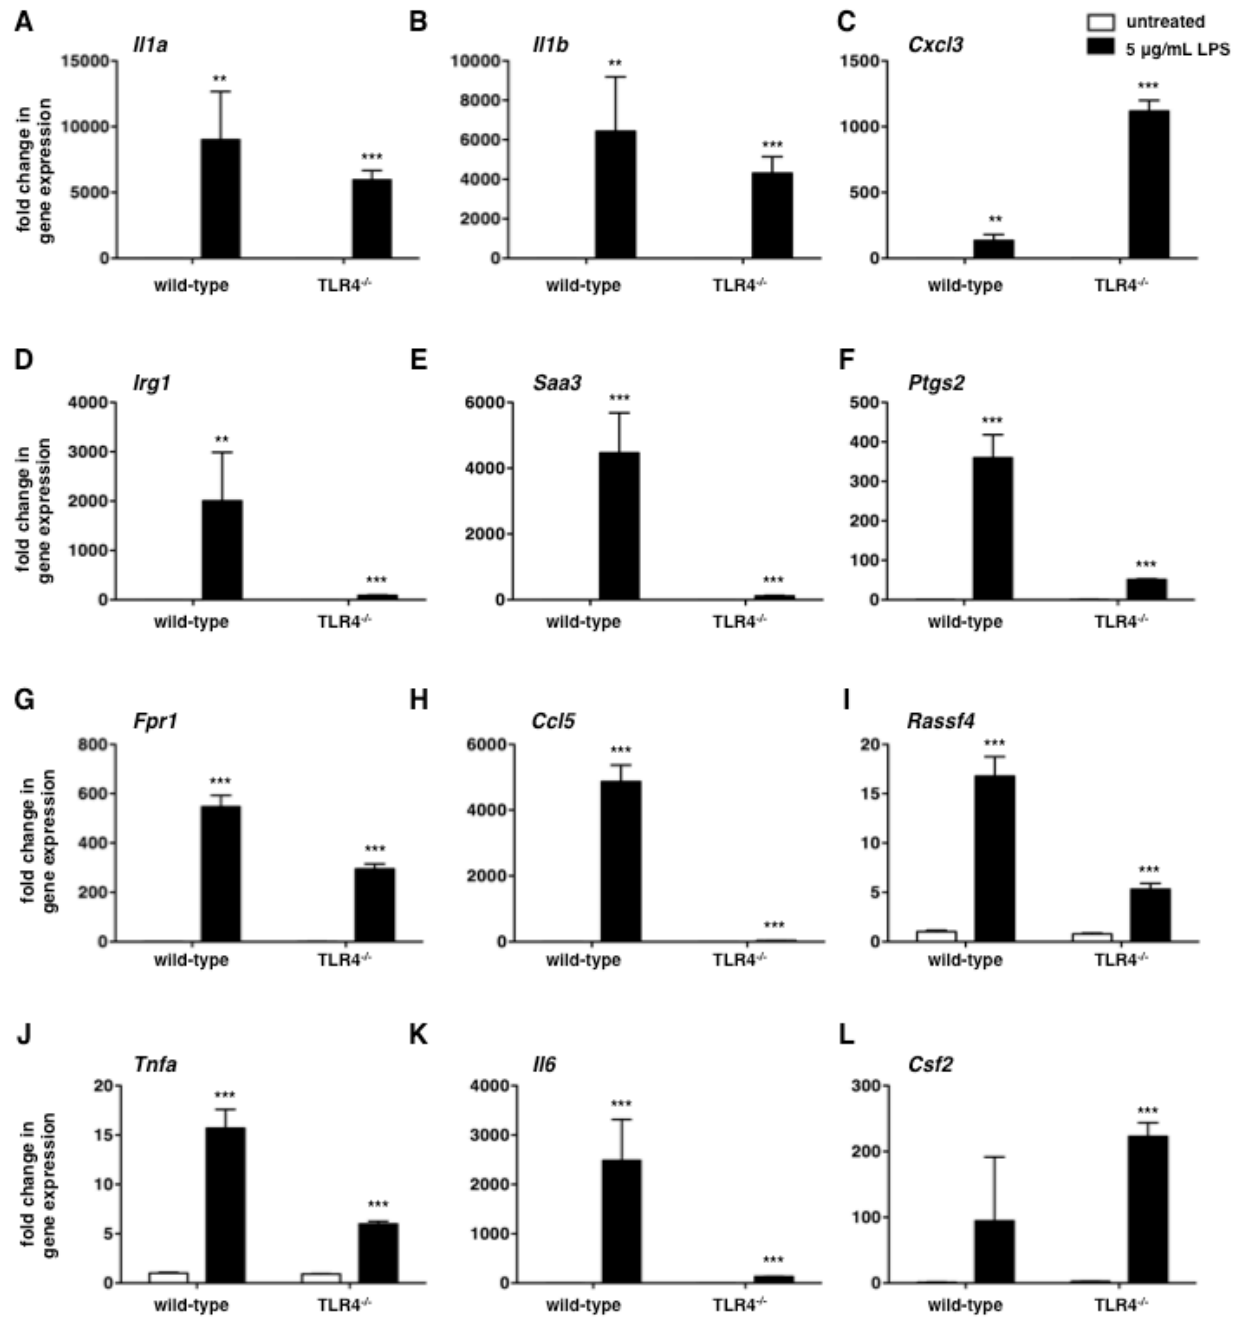 A
Il1a
B
Il1b
C
Cxcl3
untreated
5 µg/mL LPS
fold change in
gene expression
15000
10000
5000
0
**
***
wild-type
TLR4-/-
10000
8000
6000
4000
2000
0
**
***
wild-type
TLR4-/-
1500
1000
500
0
**
***
wild-type
TLR4-/-
D
Irg1
E
Saa3
F
Ptgs2
fold change in
gene expression
4000
3000
2000
1000
0
**
***
wild-type
TLR4-/-
6000
4000
2000
0
***
***
wild-type
TLR4-/-
500
400
300
200
100
0
***
***
wild-type
TLR4-/-
G
Fpr1
H
Ccl5
I
Rassf4
fold change in
gene expression
800
600
400
200
0
***
***
wild-type
TLR4-/-
6000
4000
2000
0
***
***
wild-type
TLR4-/-
20
15
10
5
0
***
***
wild-type
TLR4-/-
J
Tnfa
K
Il6
L
Csf2
fold change in
gene expression
20
15
10
5
0
***
***
wild-type
TLR4-/-
4000
3000
2000
1000
0
***
***
wild-type
TLR4-/-
300
200
100
0
***
wild-type
TLR4-/-